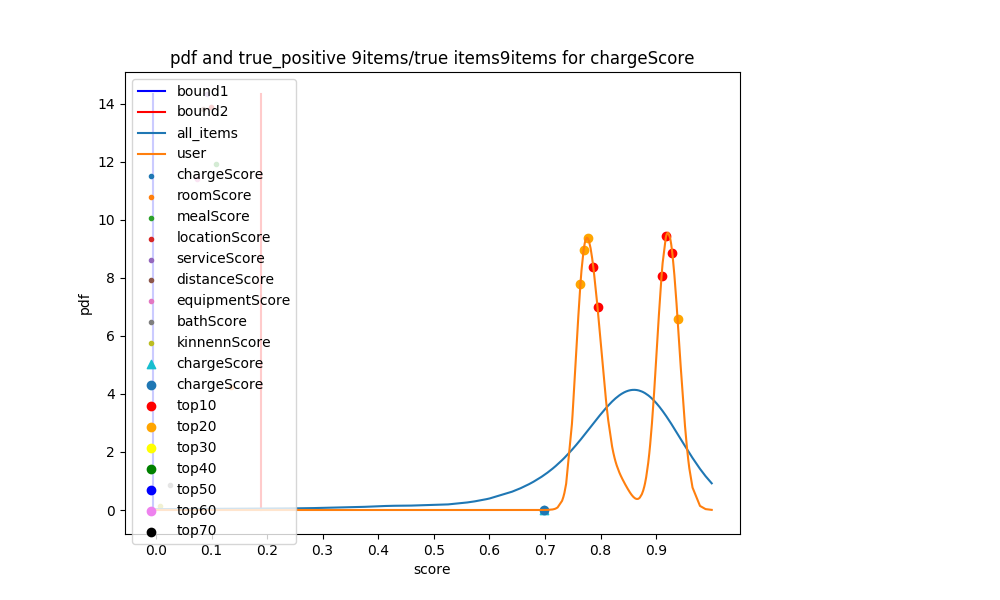 pdf and true_positive 9items/true items9items for chargeScore
14
12
10
8
6
4
2
0
pdf
bound1
bound2
all_items
user
chargeScore
roomScore
mealScore
locationScore
serviceScore
distanceScore
equipmentScore
bathScore
kinnennScore
chargeScore
chargeScore
top10
top20
top30
top40
top50
top60
top70
0.0 0.1 0.2 0.3 0.4 0.5 0.6 0.7 0.8 0.9
score